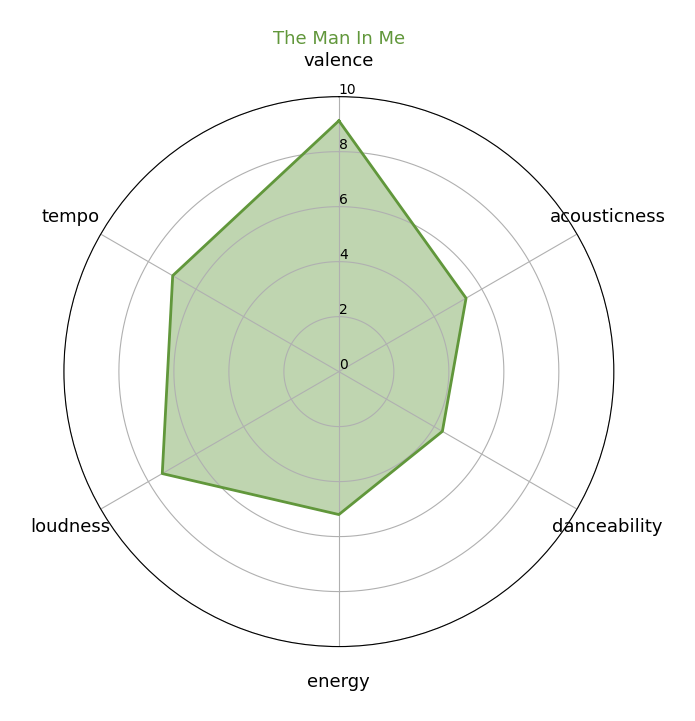 The Man In Me
valence
10
8
6
4
2
0
tempo
acousticness
loudness
danceability
energy